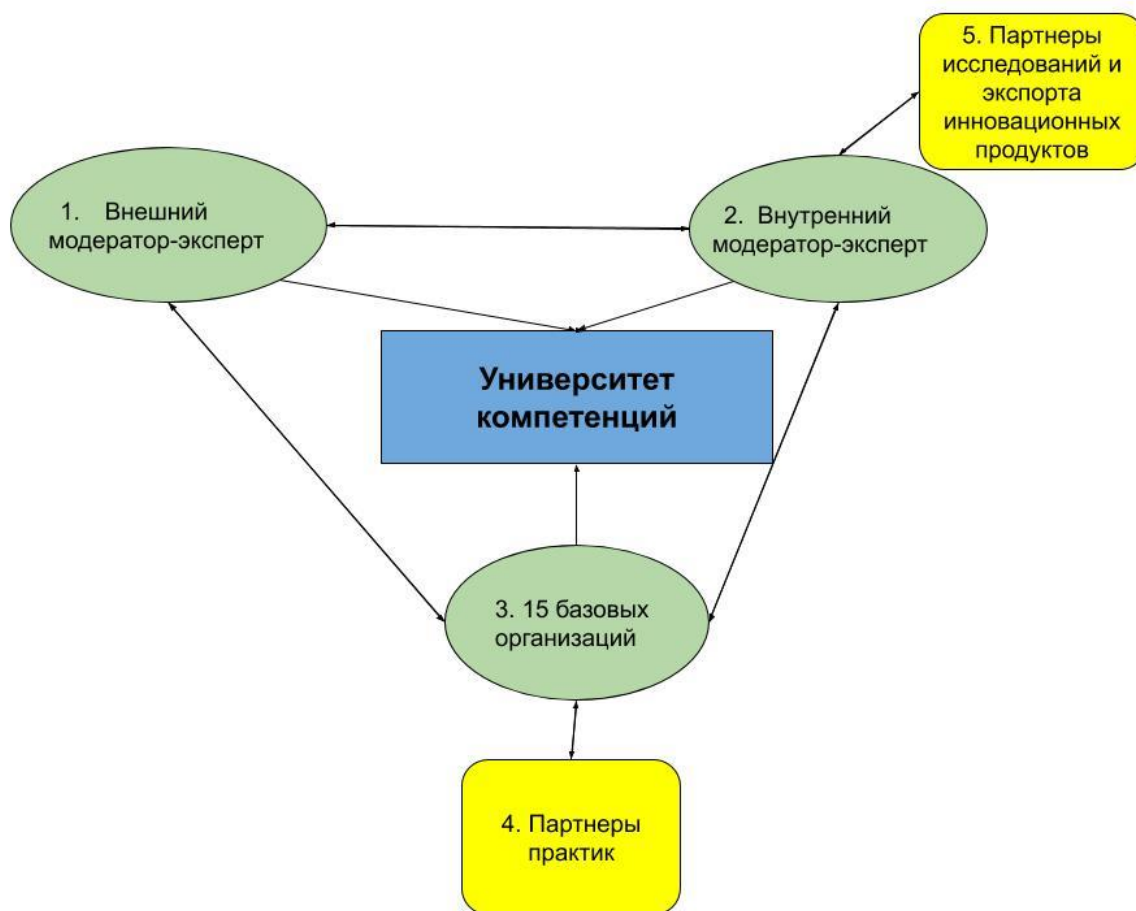 5. Партнеры
исследований и
экспорта
инновационных
продуктов
1. Внешний
модератор-эксперт
2. Внутренний
модератор-эксперт
Университет
компетенций
3. 15 базовых
организаций
4. Партнеры
практик